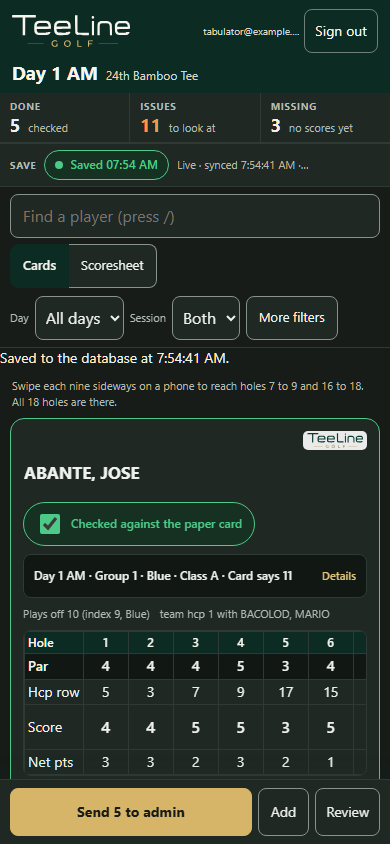 TeeLine
GOLF
tabulator@example....
Sign out
Day 1 AM 24th Bamboo Tee
DONE
5 checked
ISSUES
11 to look at
MISSING
3 no scores yet
SAVE
Saved 07:54 AM
Live · synced 7:54:41 AM ·...
Find a player (press /)
Cards
Scoresheet
Day
All days
Session
Both
More filters
Saved to the database at 7:54:41 AM.
Swipe each nine sideways on a phone to reach holes 7 to 9 and 16 to 18.
All 18 holes are there.
TeeLine
GOLF
ABANTE, JOSE
Checked against the paper card
Day 1 AM · Group 1 · Blue · Class A · Card says 11 Details
Plays off 10 (index 9, Blue) team hcp 1 with BACOLOD, MARIO
Hole 1 2 3 4 5 6
Par 4 4 4 5 3 4
Hcp row 5 3 7 9 17 15
Score 4 4 5 5 3 5
Net pts 3 3 2 3 2 1
Send 5 to admin
Add
Review